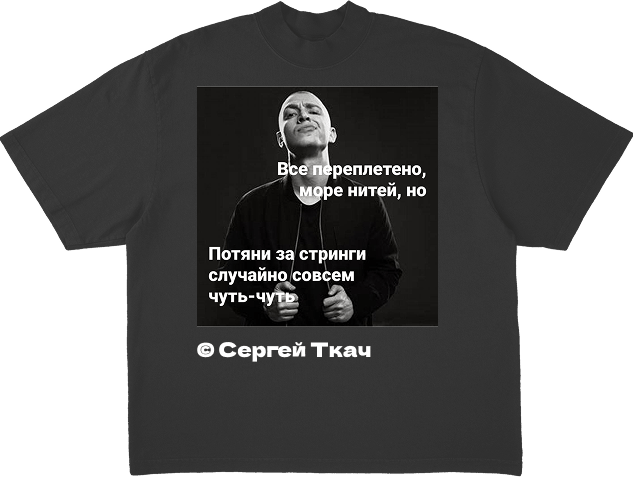 Все переплетено,
море нитей, но
Потяни за стринги
случайно совсем
чуть-чуть
© Сергей Ткач